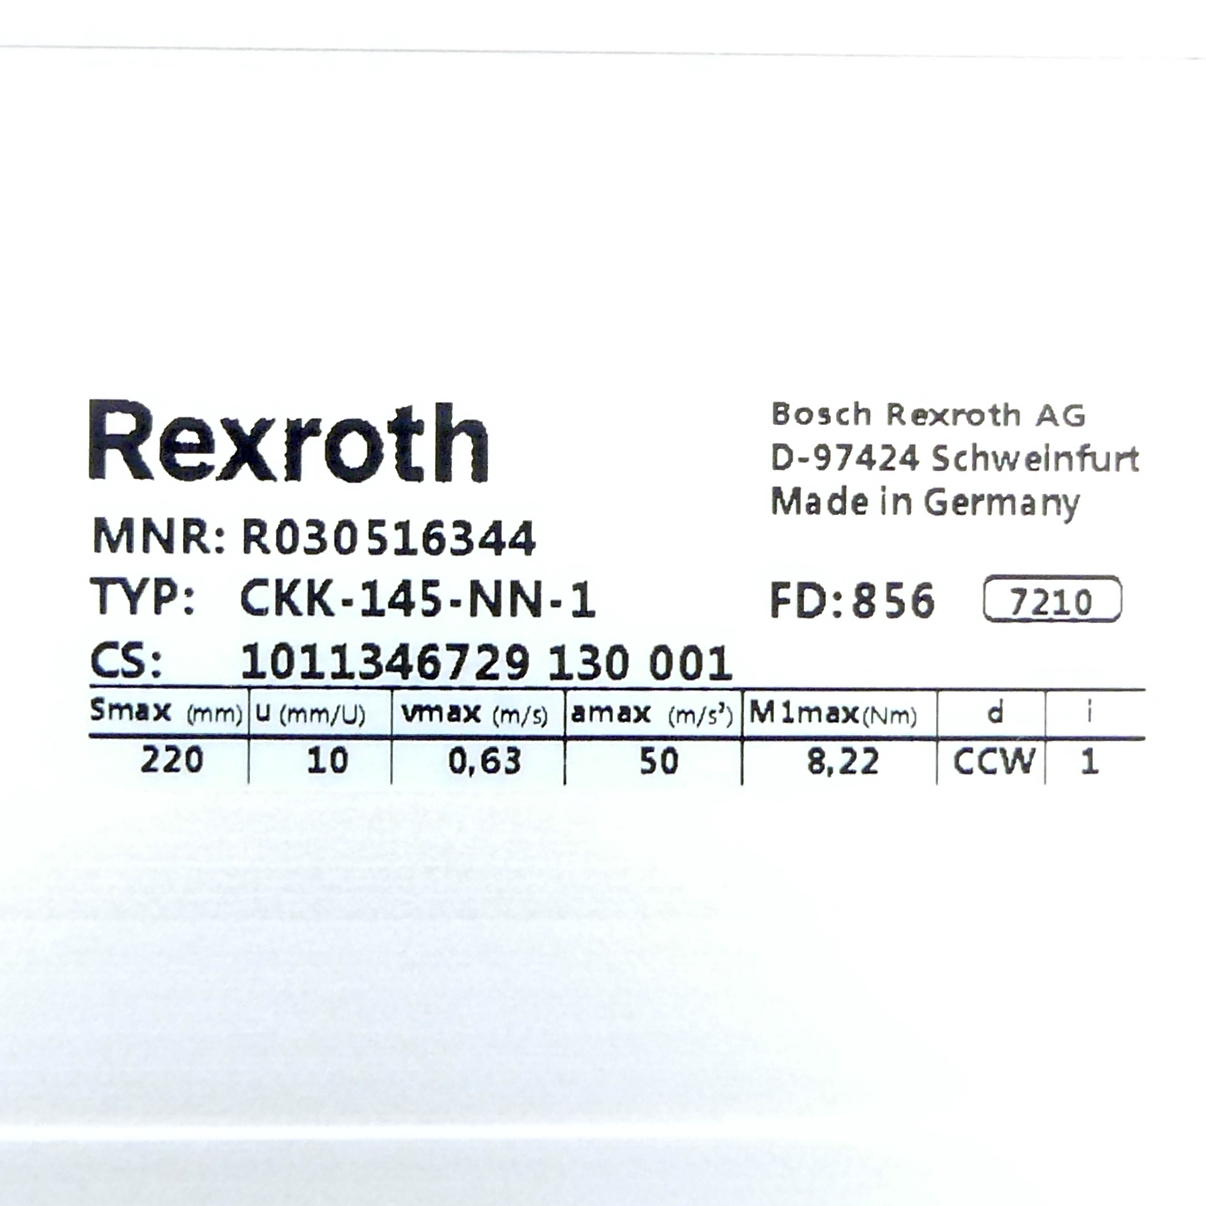 Rexroth
Bosch Rexroth AG
D-97424 Schweinfurt
Made in Germany
MNR: R030516344
TYP: CKK-145-NN-1
FD: 856 7210
CS: 1011346729 130 001
Smax (mm) u (mm/U) vmax (m/s) amax (m/s²) M1max(Nm) d i
220 10 0,63 50 8,22 CCW 1